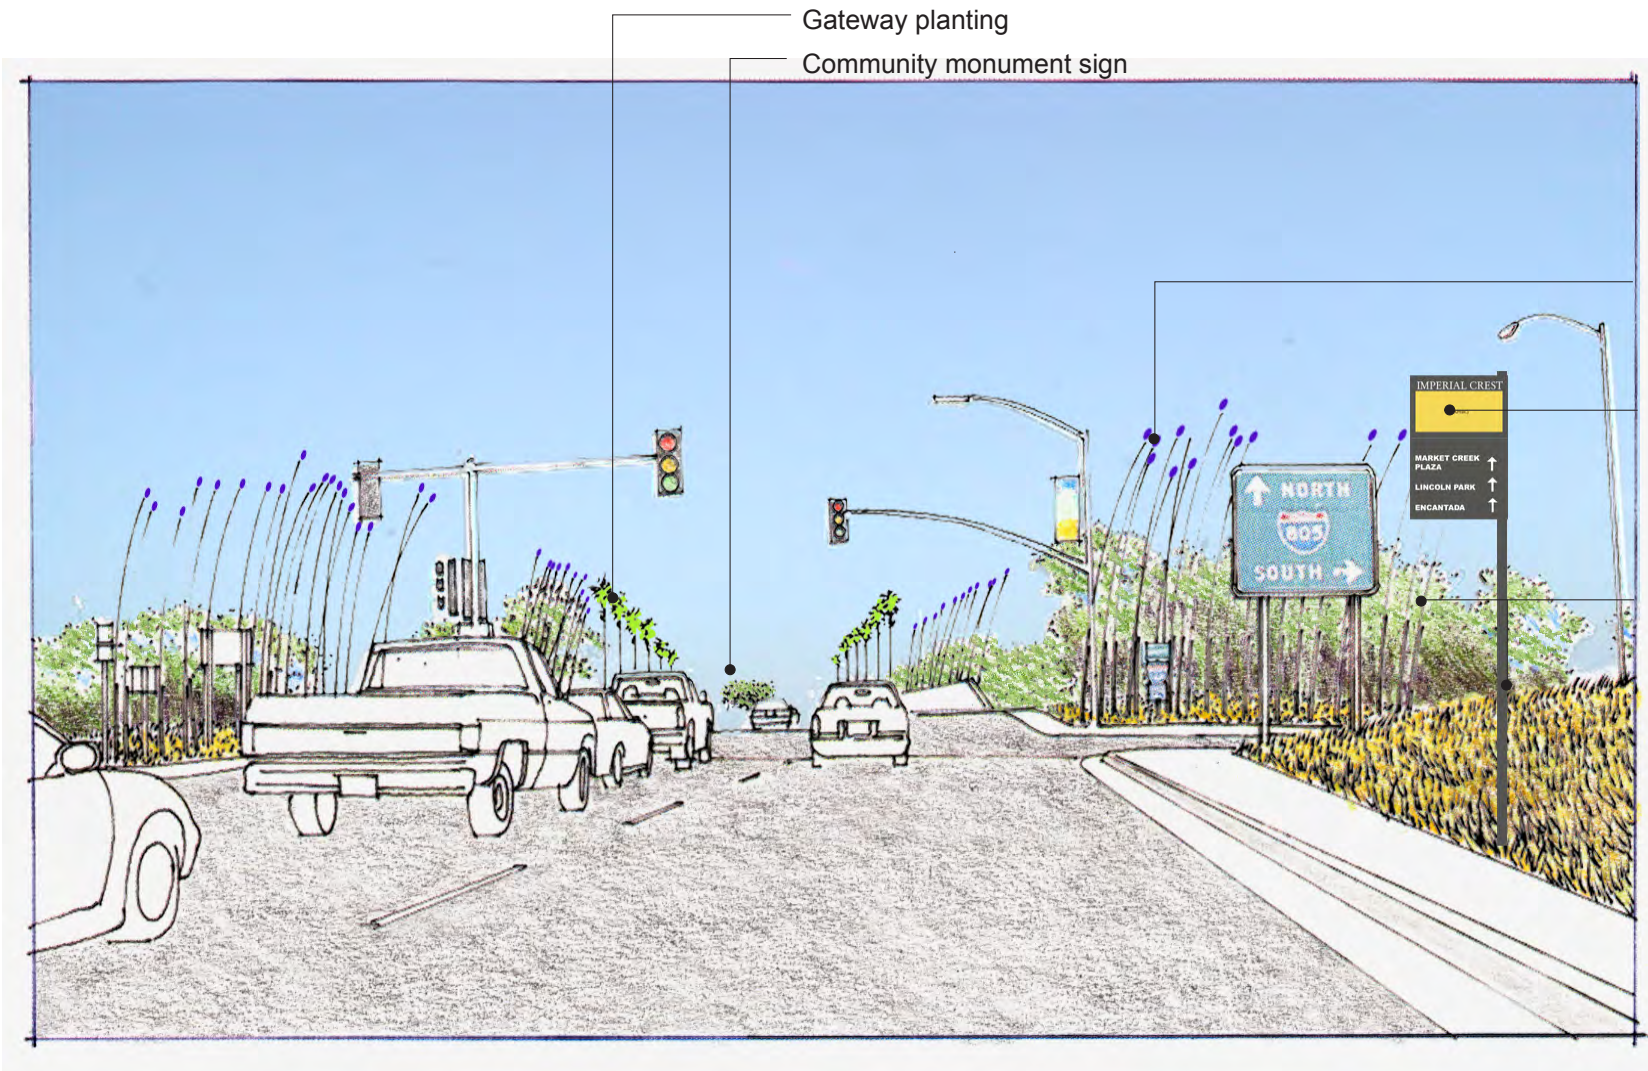 Gateway planting
Community monument sign
IMPERIAL CREST
MARKET CREEK
PLAZA
LINCOLN PARK
ENCANTADA
NORTH
805
SOUTH